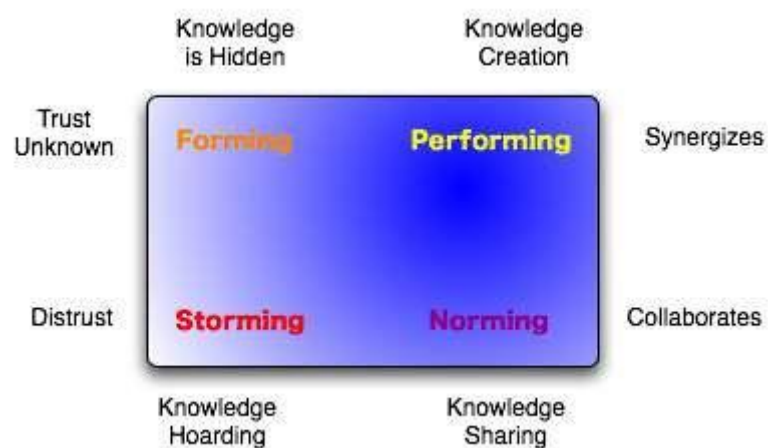 Knowledge
is Hidden
Knowledge
Creation
Trust
Unknown
Forming
Performing
Synergizes
Distrust
Storming
Norming
Collaborates
Knowledge
Hoarding
Knowledge
Sharing